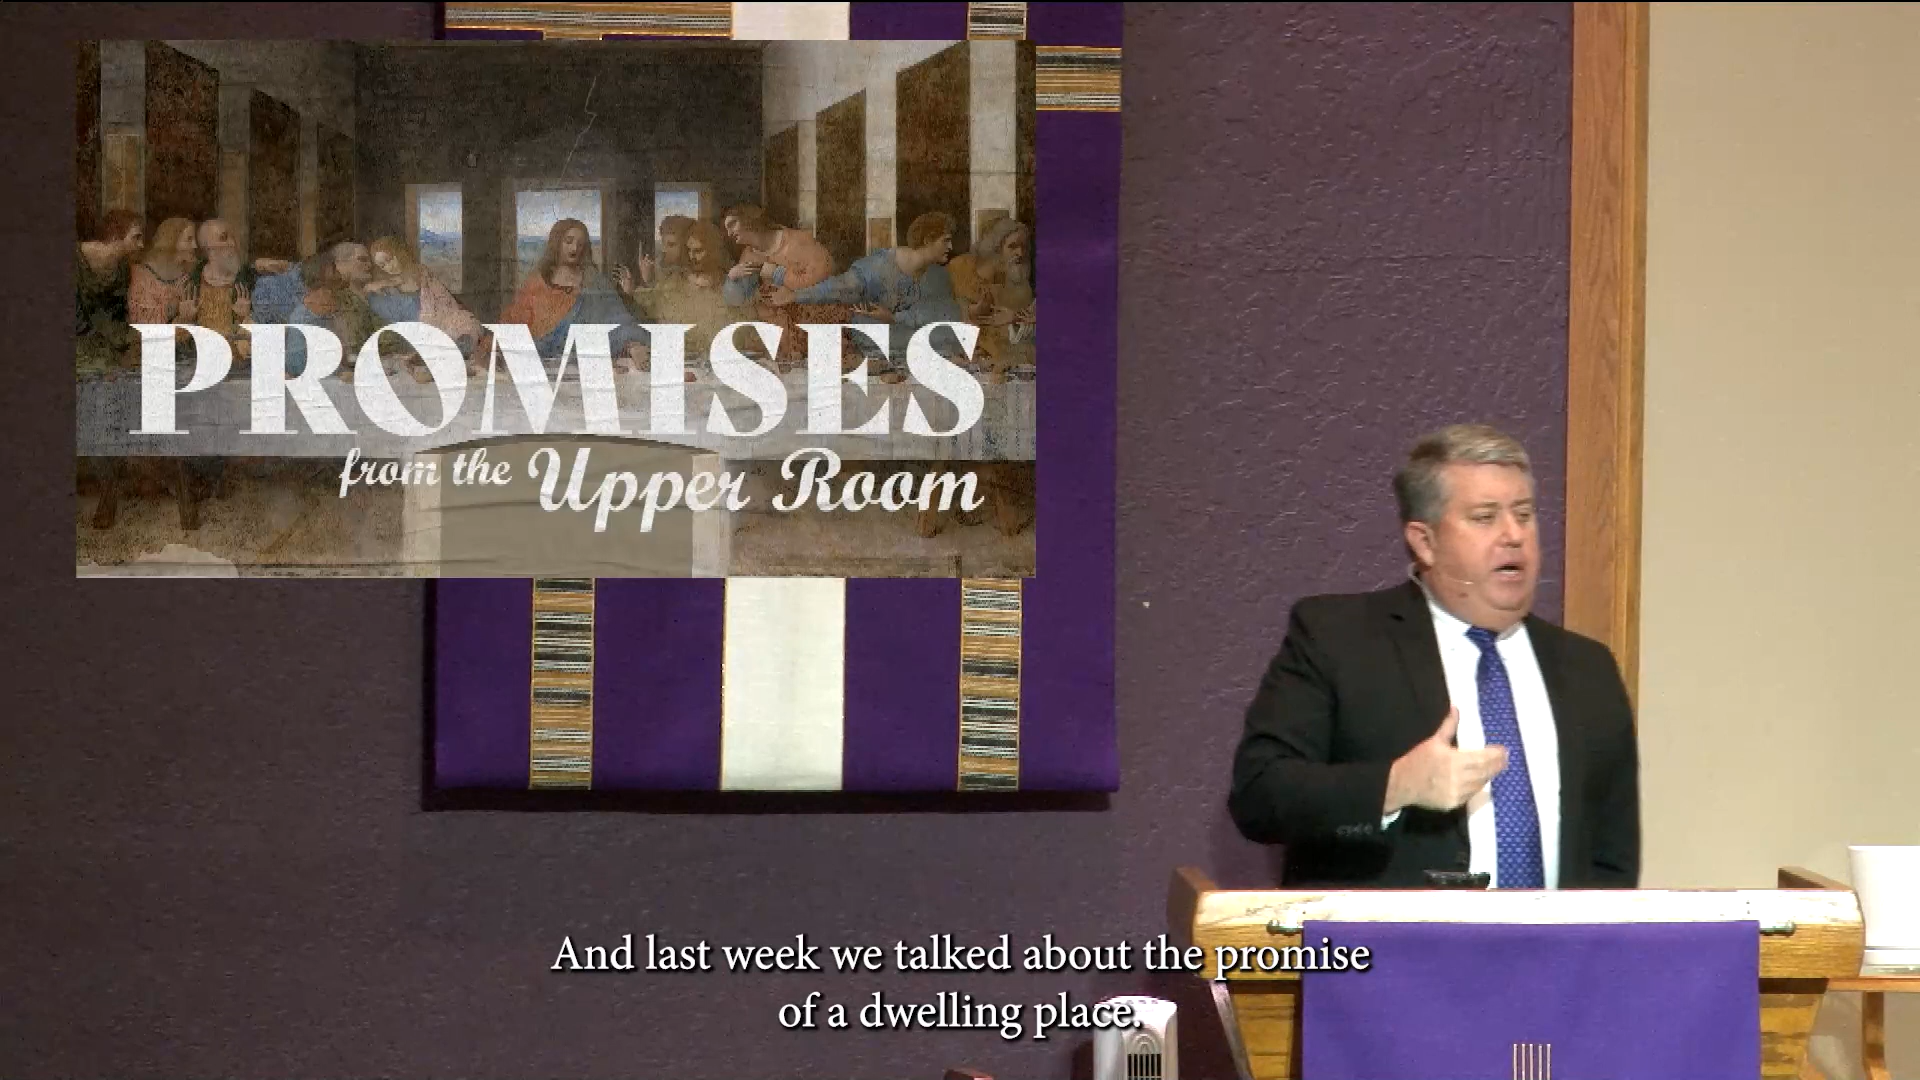 PROMISES
from the Upper Room
And last week we talked about the promise
of a dwelling place.